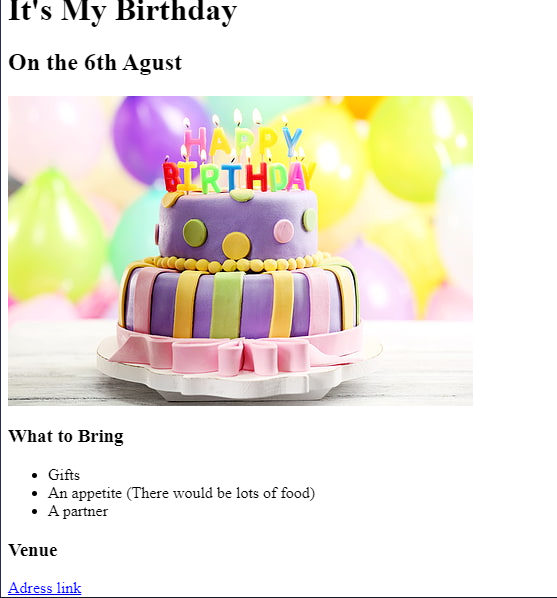 It's My Birthday
On the 6th Agust
HAPPY
BIRTHDAY
What to Bring
Gifts
An appetite (There would be lots of food)
A partner
Venue
Adress link